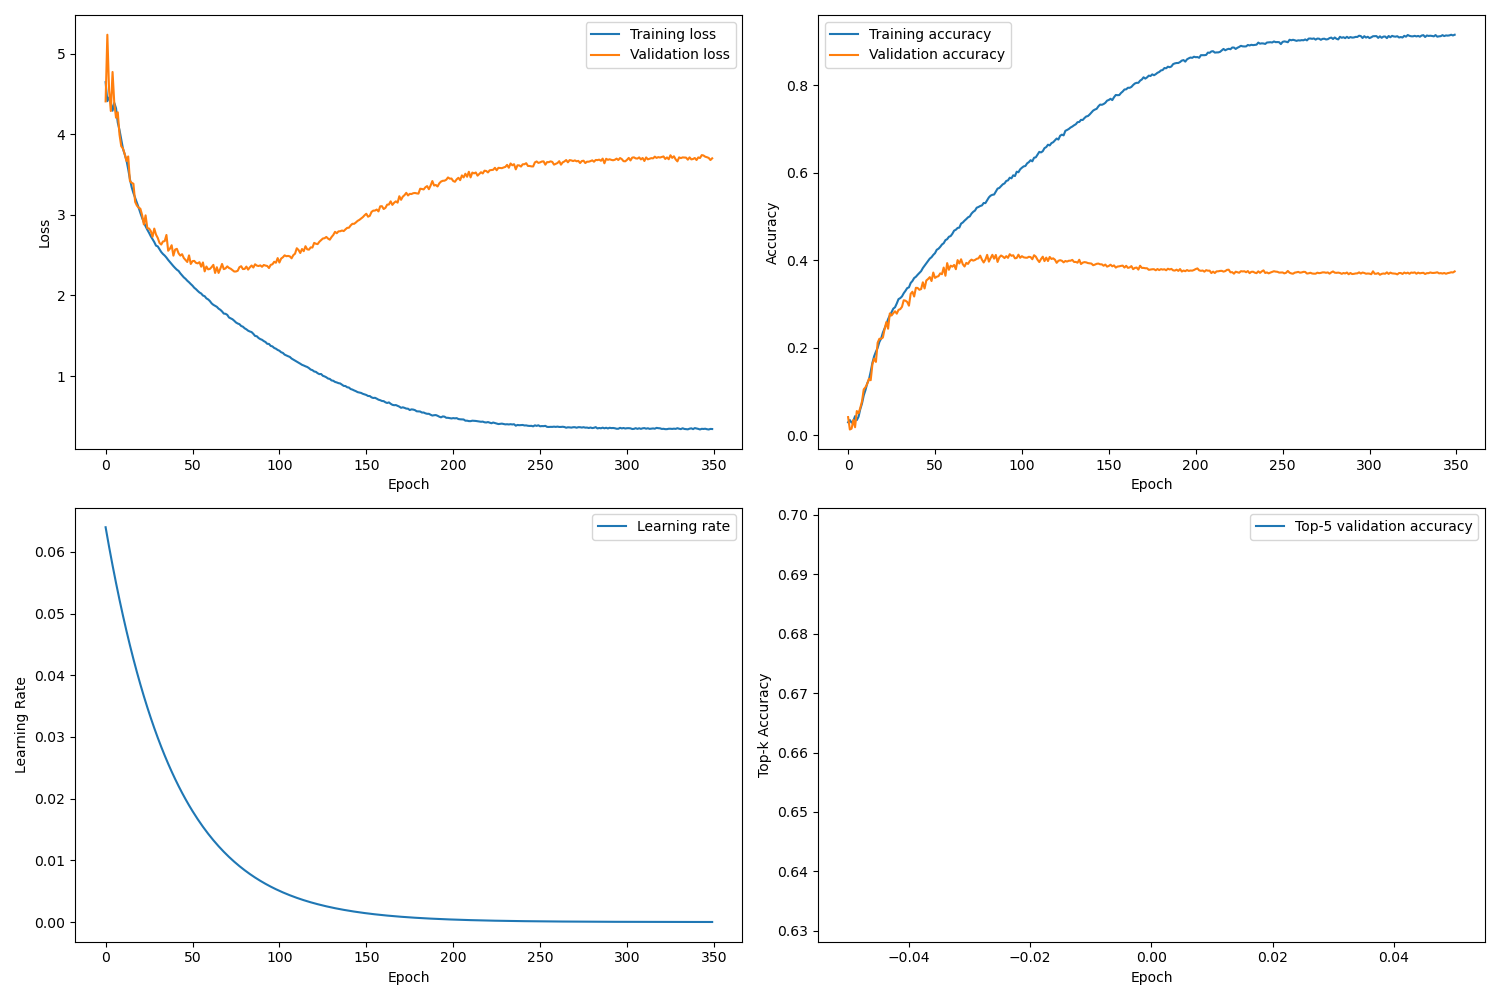 Training loss
Validation loss
5
4
3
2
1
Loss
0 50 100 150 200 250 300 350
Epoch
Training accuracy
Validation accuracy
0.8
0.6
0.4
0.2
0.0
Accuracy
0 50 100 150 200 250 300 350
Epoch
Learning rate
0.06
0.05
0.04
0.03
0.02
0.01
0.00
Learning Rate
0 50 100 150 200 250 300 350
Epoch
Top-5 validation accuracy
0.70
0.69
0.68
0.67
0.66
0.65
0.64
0.63
Top-k Accuracy
−0.04 −0.02 0.00 0.02 0.04
Epoch